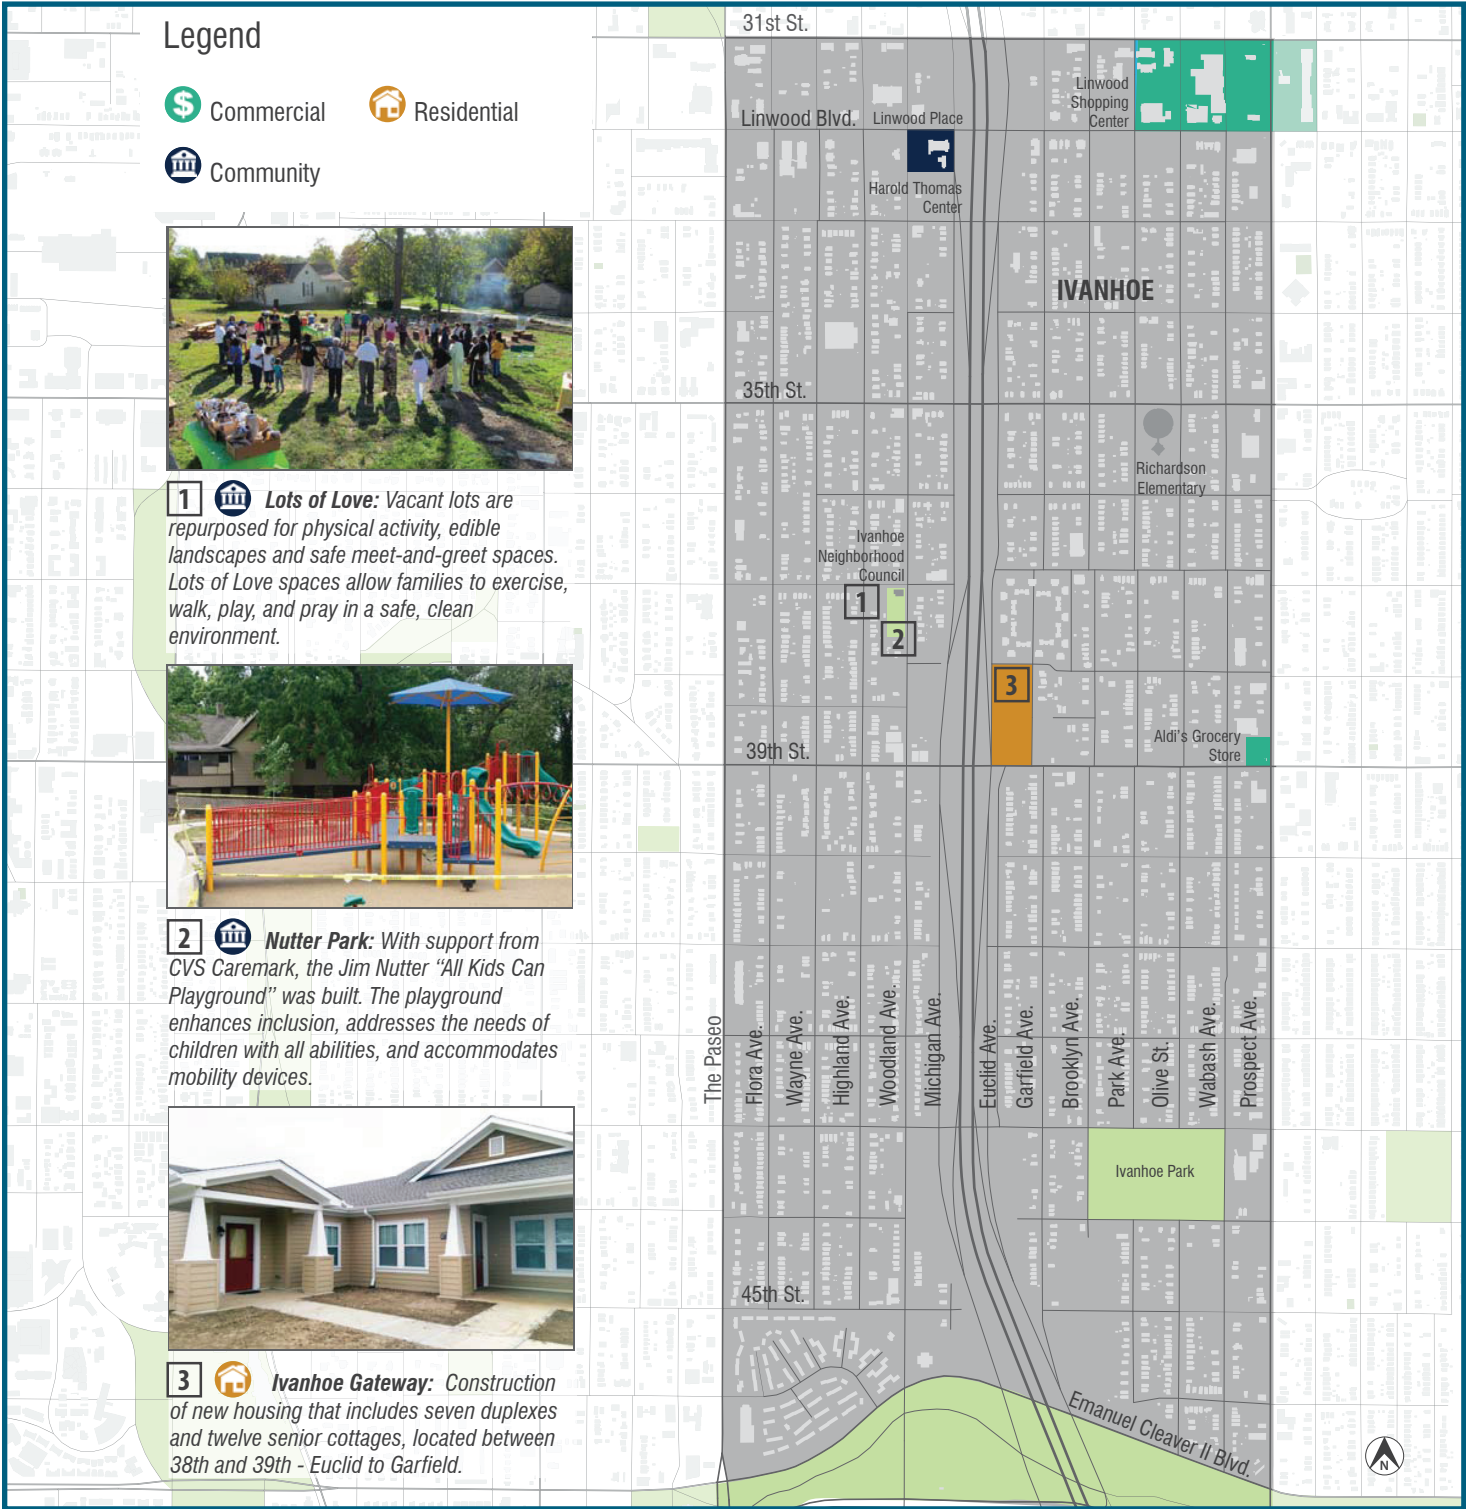 Legend
$ Commercial
Residential
Community
1 Lots of Love: Vacant lots are
repurposed for physical activity, edible
landscapes and safe meet-and-greet spaces.
Lots of Love spaces allow families to exercise,
walk, play, and pray in a safe, clean
environment.
2 Nutter Park: With support from
CVS Caremark, the Jim Nutter “All Kids Can
Playground” was built. The playground
enhances inclusion, addresses the needs of
children with all abilities, and accommodates
mobility devices.
3 Ivanhoe Gateway: Construction
of new housing that includes seven duplexes
and twelve senior cottages, located between
38th and 39th - Euclid to Garfield.
31st St.
Linwood Blvd.
Linwood Place
Linwood
Shopping
Center
Harold Thomas
Center
IVANHOE
35th St.
Richardson
Elementary
Ivanhoe
Neighborhood
Council
1
2
3
39th St.
Aldi's Grocery
Store
The Paseo
Flora Ave.
Wayne Ave.
Highland Ave.
Woodland Ave.
Michigan Ave.
Euclid Ave.
Garfield Ave.
Brooklyn Ave.
Park Ave.
Olive St.
Wabash Ave.
Prospect Ave.
Ivanhoe Park
45th St.
Emanuel Cleaver II Blvd.
N